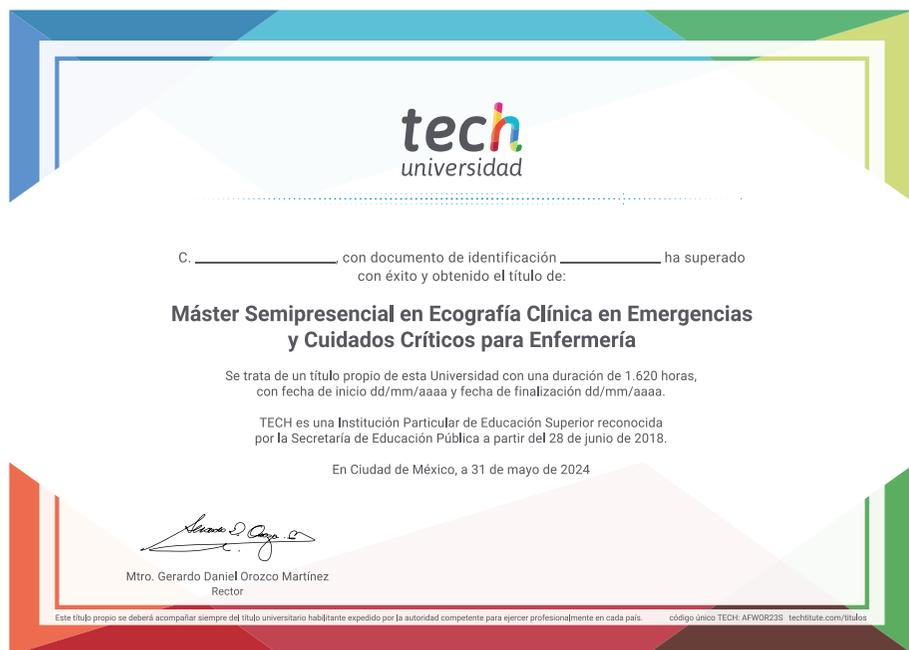 tech
universidad
C. ____________, con documento de identificación ____________ ha superado
con éxito y obtenido el título de:
Máster Semipresencial en Ecografía Clínica en Emergencias
y Cuidados Críticos para Enfermería
Se trata de un título propio de esta Universidad con una duración de 1.620 horas,
con fecha de inicio dd/mm/aaaa y fecha de finalización dd/mm/aaaa.
TECH es una Institución Particular de Educación Superior reconocida
por la Secretaría de Educación Pública a partir del 28 de junio de 2018.
En Ciudad de México, a 31 de mayo de 2024
Mtro. Gerardo Daniel Orozco Martínez
Rector
Este título propio se deberá acompañar siempre del título universitario habilitante expedido por la autoridad competente para ejercer profesionalmente en cada país. código único TECH: AFWOR23S techtitute.com/titulos